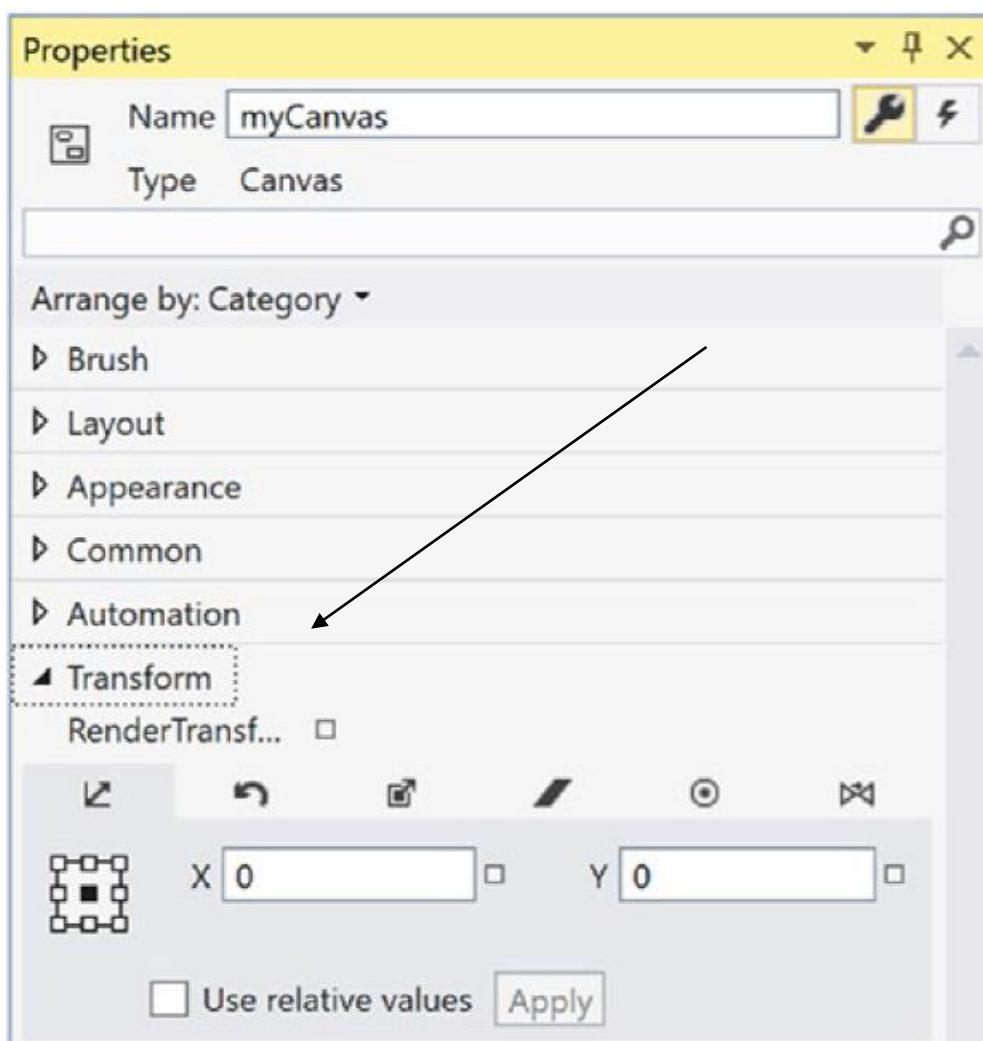 Properties
Name myCanvas
Type Canvas
Arrange by: Category
Brush
Layout
Appearance
Common
Automation
Transform
RenderTransf...
X 0 Y 0
Use relative values Apply